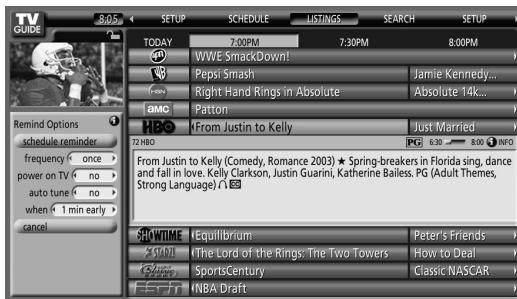 TV
GUIDE
8:05
SETUP SCHEDULE LISTINGS SEARCH SETUP
TODAY 7:00PM 7:30PM 8:00PM
WWE SmackDown!
WB Pepsi Smash Jamie Kennedy...
HSN Right Hand Rings in Absolute Absolute 14k...
amc Patton
HBO From Justin to Kelly Just Married
72 HBO PG 6:30 8:00 INFO
From Justin to Kelly (Comedy, Romance 2003) ★ Spring-breakers in Florida sing, dance
and fall in love. Kelly Clarkson, Justin Guarini, Katherine Bailess. PG (Adult Themes,
Strong Language)
Remind Options
schedule reminder
frequency once
power on TV no
auto tune no
when 1 min early
cancel
SHOWTIME Equilibrium Peter's Friends
STARZ! The Lord of the Rings: The Two Towers How to Deal
Classic SportsCentury Classic NASCAR
ESPN NBA Draft